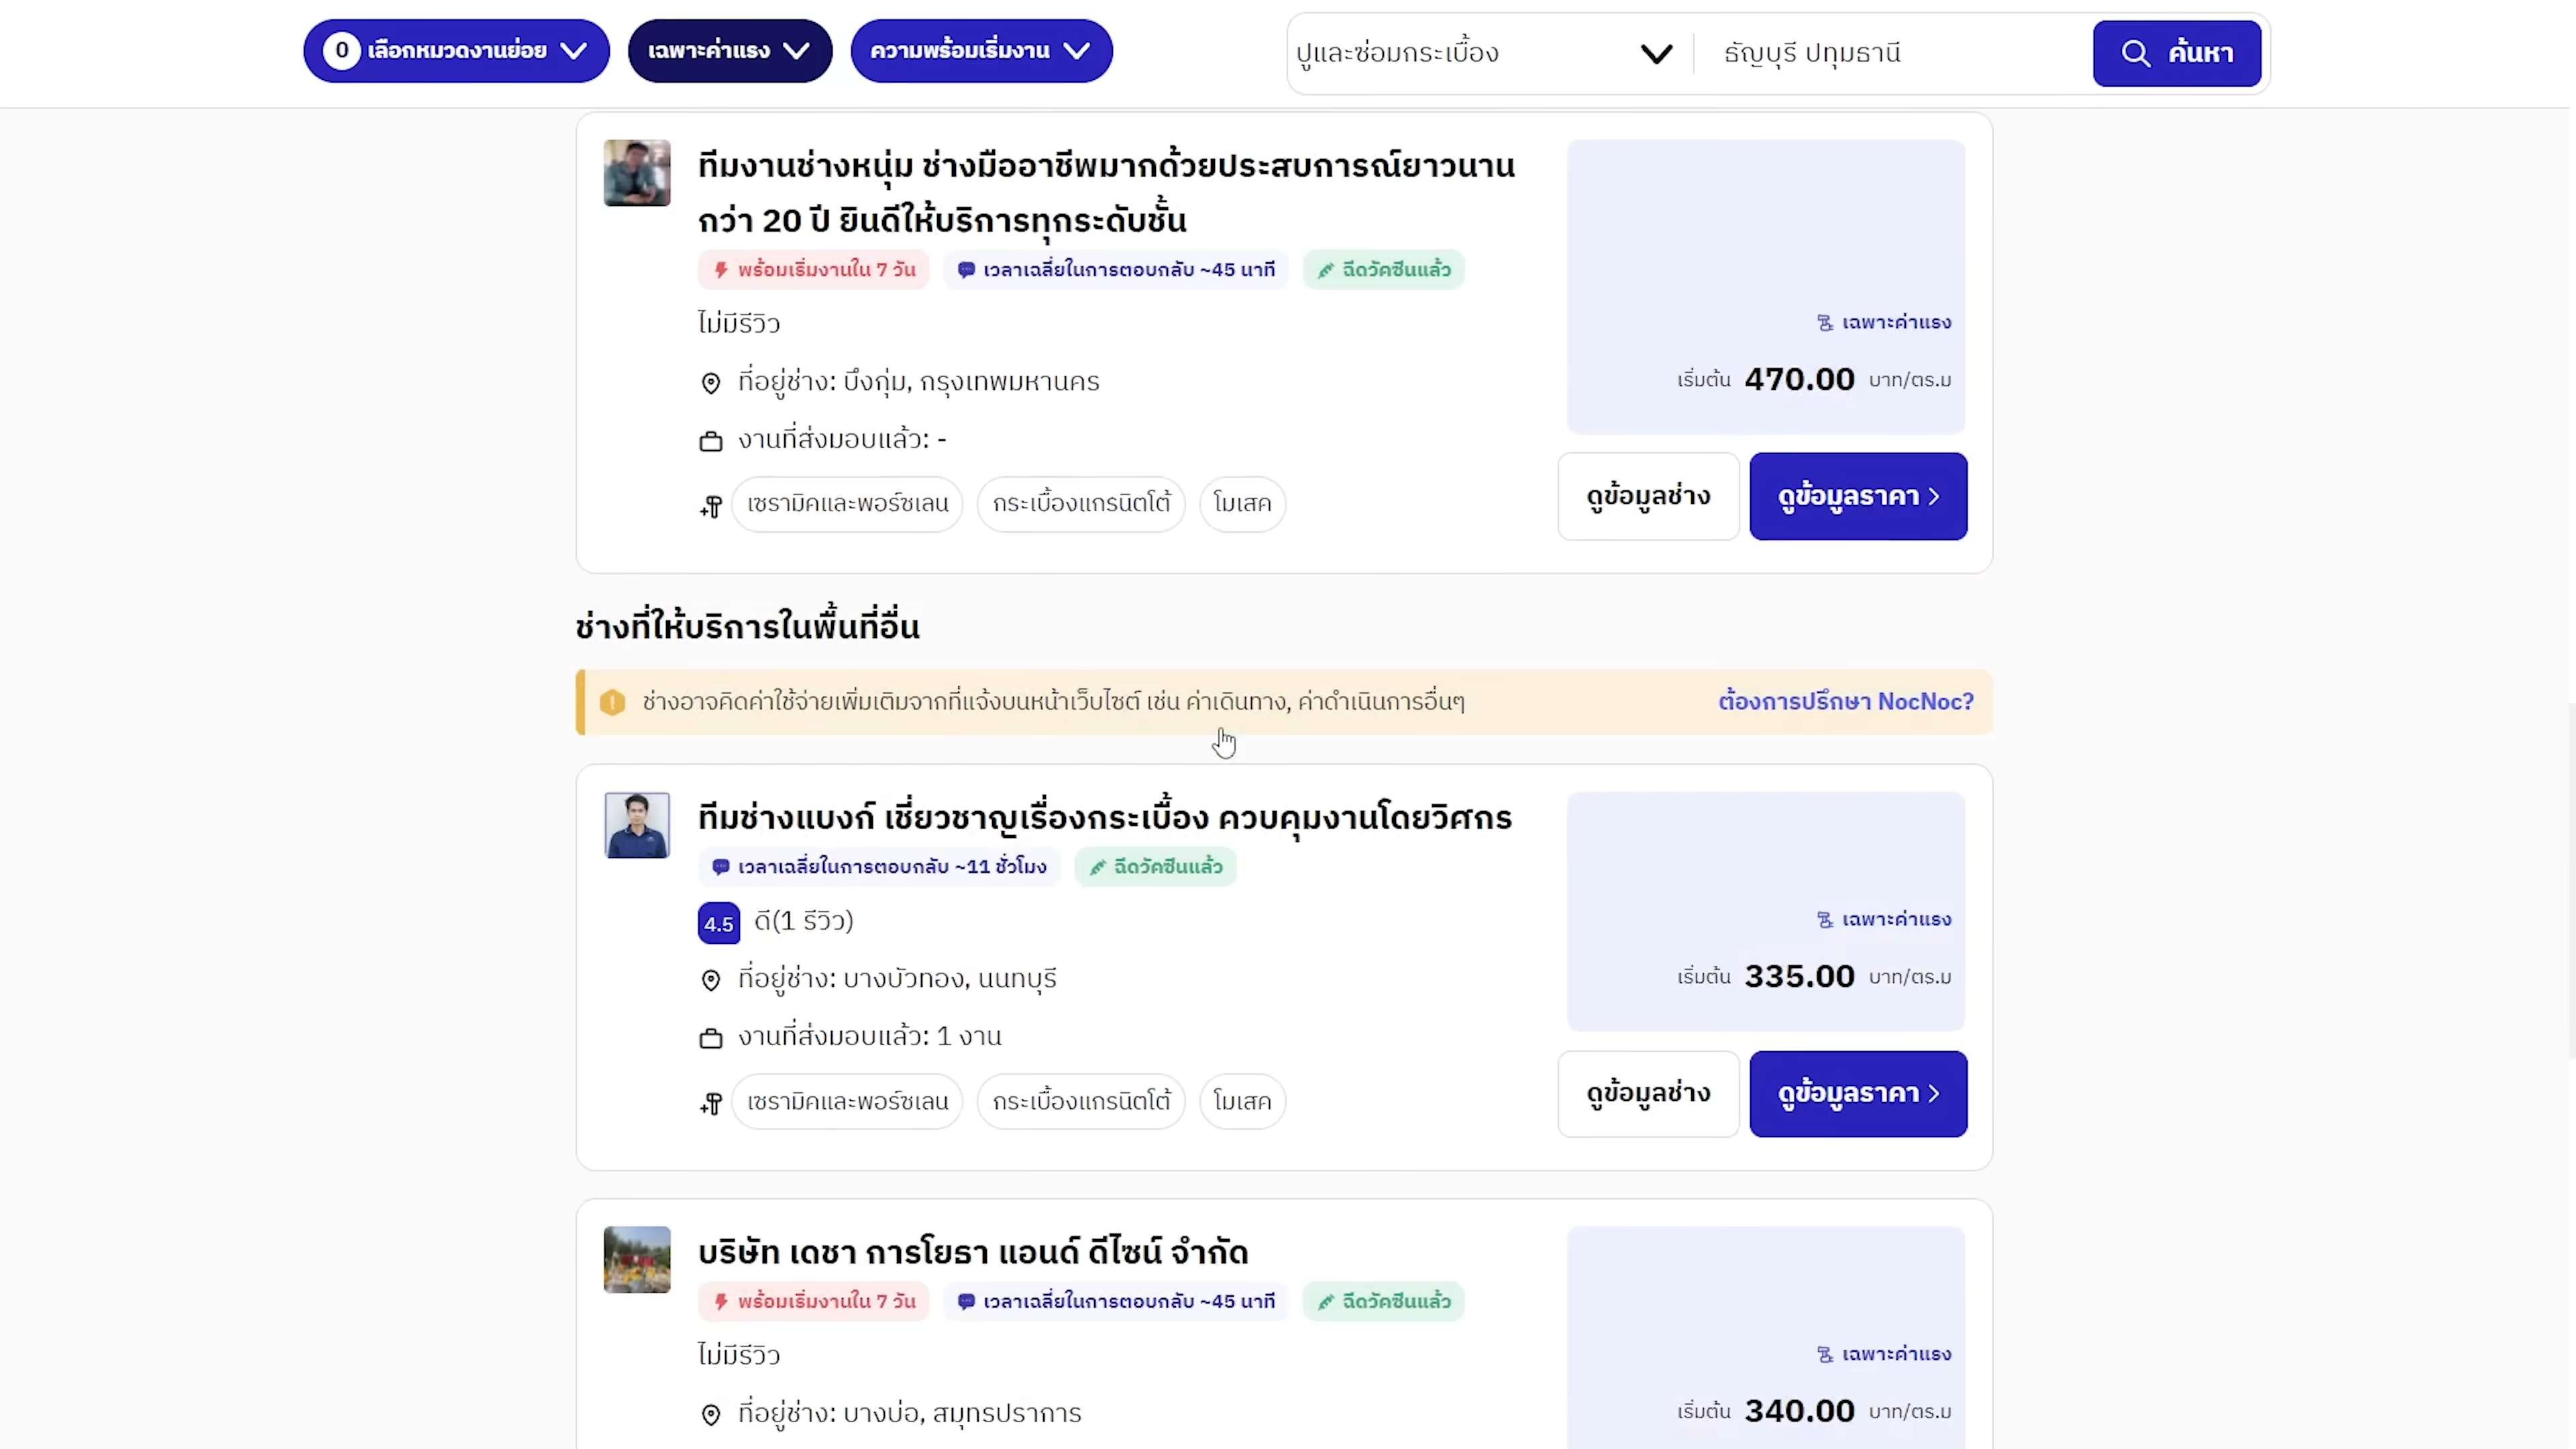 0 เลือกหมวดงานย่อย
เฉพาะค่าแรง
ความพร้อมเริ่มงาน
ปูและซ่อมกระเบื้อง
ธัญบุรี ปทุมธานี
ค้นหา
ทีมงานช่างหนุ่ม ช่างมืออาชีพมากด้วยประสบการณ์ยาวนาน
กว่า 20 ปี ยินดีให้บริการทุกระดับชั้น
พร้อมเริ่มงานใน 7 วัน
เวลาเฉลี่ยในการตอบกลับ ~45 นาที
ฉีดวัคซีนแล้ว
ไม่มีรีวิว
ที่อยู่ช่าง: บึงกุ่ม, กรุงเทพมหานคร
งานที่ส่งมอบแล้ว: -
เซรามิคและพอร์ซเลน
กระเบื้องแกรนิตโต้
โมเสค
เฉพาะค่าแรง
เริ่มต้น 470.00 บาท/ตร.ม
ดูข้อมูลช่าง
ดูข้อมูลราคา
ช่างที่ให้บริการในพื้นที่อื่น
ช่างอาจคิดค่าใช้จ่ายเพิ่มเติมจากที่แจ้งบนหน้าเว็บไซต์ เช่น ค่าเดินทาง, ค่าดำเนินการอื่นๆ
ต้องการปรึกษา NocNoc?
ทีมช่างแบงก์ เชี่ยวชาญเรื่องกระเบื้อง ควบคุมงานโดยวิศกร
เวลาเฉลี่ยในการตอบกลับ ~11 ชั่วโมง
ฉีดวัคซีนแล้ว
4.5 ดี(1 รีวิว)
ที่อยู่ช่าง: บางบัวทอง, นนทบุรี
งานที่ส่งมอบแล้ว: 1 งาน
เซรามิคและพอร์ซเลน
กระเบื้องแกรนิตโต้
โมเสค
เฉพาะค่าแรง
เริ่มต้น 335.00 บาท/ตร.ม
ดูข้อมูลช่าง
ดูข้อมูลราคา
บริษัท เดชา การโยธา แอนด์ ดีไซน์ จำกัด
พร้อมเริ่มงานใน 7 วัน
เวลาเฉลี่ยในการตอบกลับ ~45 นาที
ฉีดวัคซีนแล้ว
ไม่มีรีวิว
ที่อยู่ช่าง: บางบ่อ, สมุทรปราการ
เฉพาะค่าแรง
เริ่มต้น 340.00 บาท/ตร.ม